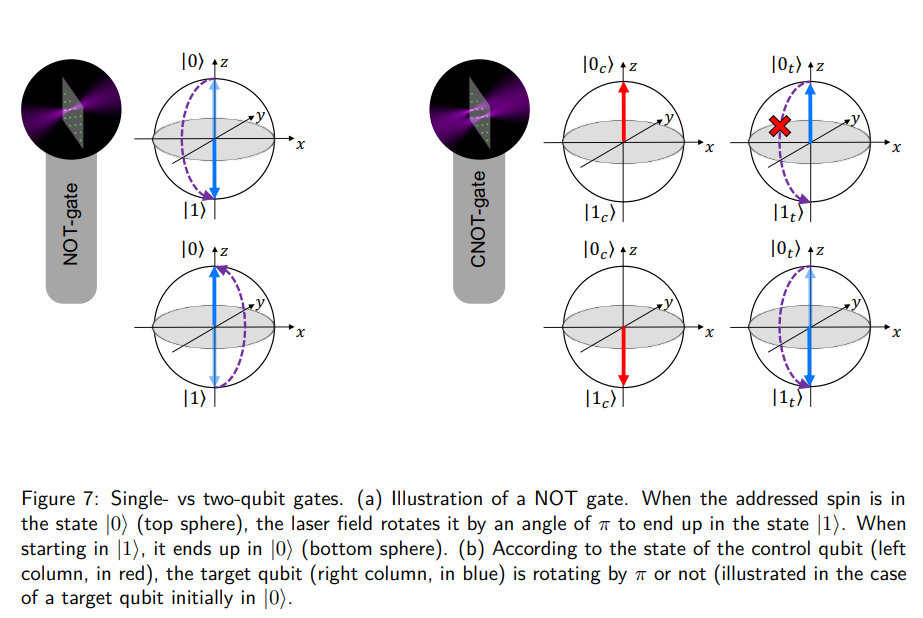 NOT-gate
|0⟩ z
y
x
|1⟩
|0⟩ z
y
x
|1⟩
CNOT-gate
|0c⟩ z
y
x
|1c⟩
|0t⟩ z
y
x
|1t⟩
|0c⟩ z
y
x
|1c⟩
|0t⟩ z
y
x
|1t⟩
Figure 7: Single- vs two-qubit gates. (a) Illustration of a NOT gate. When the addressed spin is in
the state |0⟩ (top sphere), the laser field rotates it by an angle of π to end up in the state |1⟩. When
starting in |1⟩, it ends up in |0⟩ (bottom sphere). (b) According to the state of the control qubit (left
column, in red), the target qubit (right column, in blue) is rotating by π or not (illustrated in the case
of a target qubit initially in |0⟩.